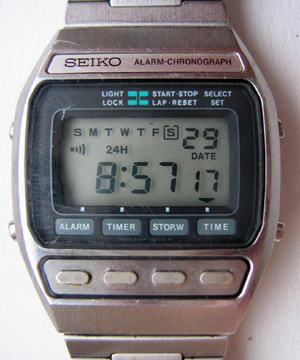 SEIKO ALARM-CHRONOGRAPH
LIGHT START·STOP SELECT
LOCK LAP·RESET SET
S M T W T F S 29
24H DATE
8:57 17
ALARM TIMER STOP.W TIME